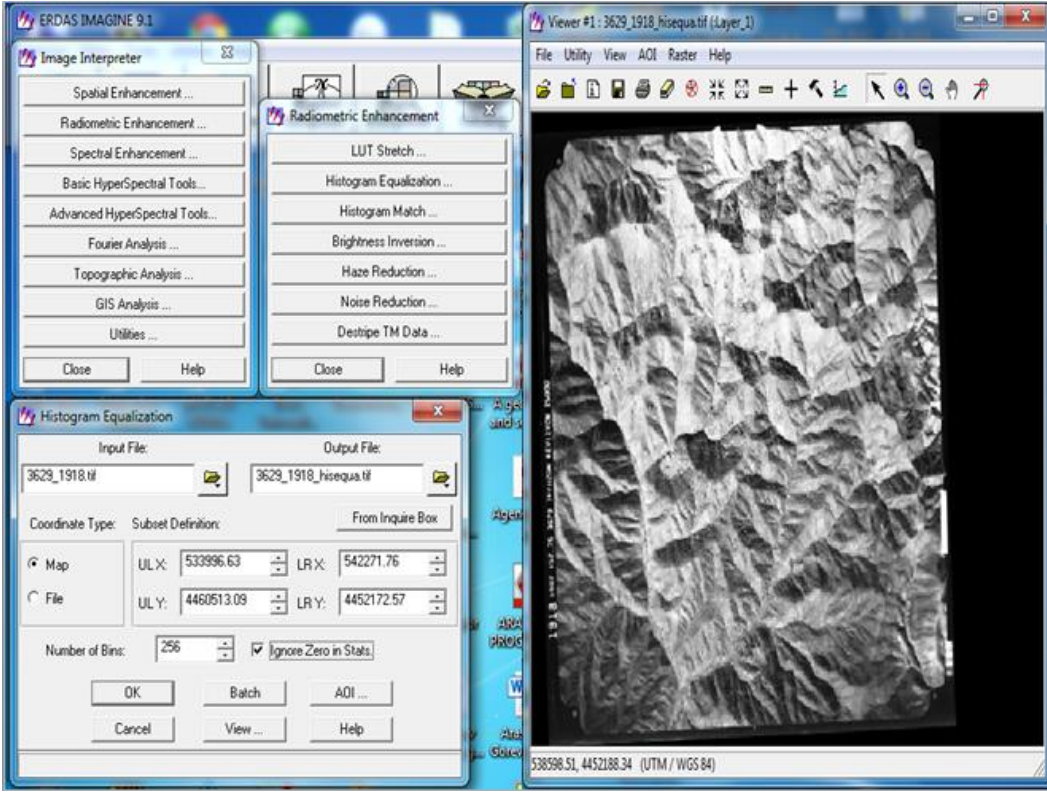 ERDAS IMAGINE 9.1
Image Interpreter
Spatial Enhancement ...
Radiometric Enhancement ...
Spectral Enhancement ...
Basic HyperSpectral Tools...
Advanced HyperSpectral Tools...
Fourier Analysis ...
Topographic Analysis ...
GIS Analysis ...
Utilities ...
Close Help
Radiometric Enhancement
LUT Stretch ...
Histogram Equalization ...
Histogram Match ...
Brightness Inversion ...
Haze Reduction ...
Noise Reduction ...
Destripe TM Data ...
Close Help
Histogram Equalization
Input File: Output File:
3629_1918.tif 3629_1918_hisequa.tif
Coordinate Type: Subset Definition: From Inquire Box
Map UL X: 533996.63 LR X: 542271.76
File UL Y: 4460513.09 LR Y: 4452172.57
Number of Bins: 256 Ignore Zero in Stats.
OK Batch AOI ...
Cancel View ... Help
Viewer #1 : 3629_1918_hisequa.tif (:Layer_1)
File Utility View AOI Raster Help
1918
538598.51, 4452188.34 (UTM / WGS 84)